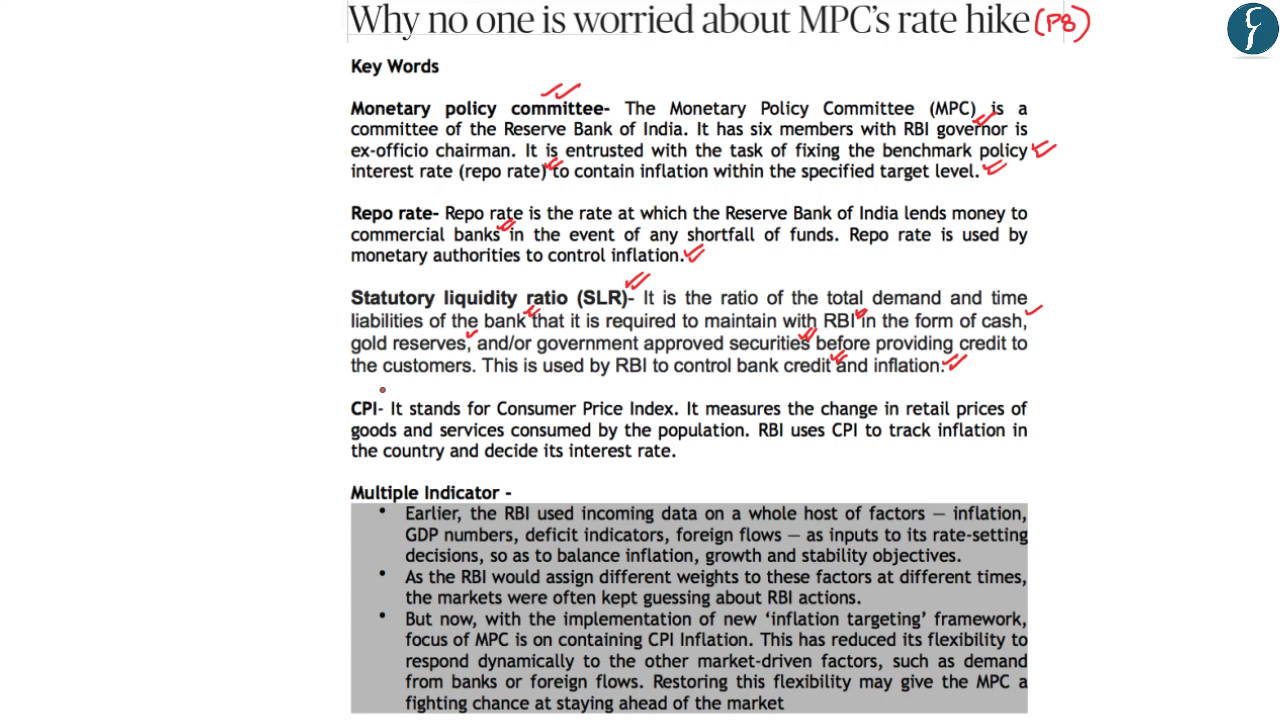 Why no one is worried about MPC's rate hike (P8)
Key Words
Monetary policy committee- The Monetary Policy Committee (MPC) is a
committee of the Reserve Bank of India. It has six members with RBI governor is
ex-officio chairman. It is entrusted with the task of fixing the benchmark policy
interest rate (repo rate) to contain inflation within the specified target level.
Repo rate- Repo rate is the rate at which the Reserve Bank of India lends money to
commercial banks in the event of any shortfall of funds. Repo rate is used by
monetary authorities to control inflation.
Statutory liquidity ratio (SLR)- It is the ratio of the total demand and time
liabilities of the bank that it is required to maintain with RBI in the form of cash,
gold reserves, and/or government approved securities before providing credit to
the customers. This is used by RBI to control bank credit and inflation.
CPI- It stands for Consumer Price Index. It measures the change in retail prices of
goods and services consumed by the population. RBI uses CPI to track inflation in
the country and decide its interest rate.
Multiple Indicator -
• Earlier, the RBI used incoming data on a whole host of factors — inflation,
GDP numbers, deficit indicators, foreign flows — as inputs to its rate-setting
decisions, so as to balance inflation, growth and stability objectives.
• As the RBI would assign different weights to these factors at different times,
the markets were often kept guessing about RBI actions.
• But now, with the implementation of new 'inflation targeting' framework,
focus of MPC is on containing CPI Inflation. This has reduced its flexibility to
respond dynamically to the other market-driven factors, such as demand
from banks or foreign flows. Restoring this flexibility may give the MPC a
fighting chance at staying ahead of the market